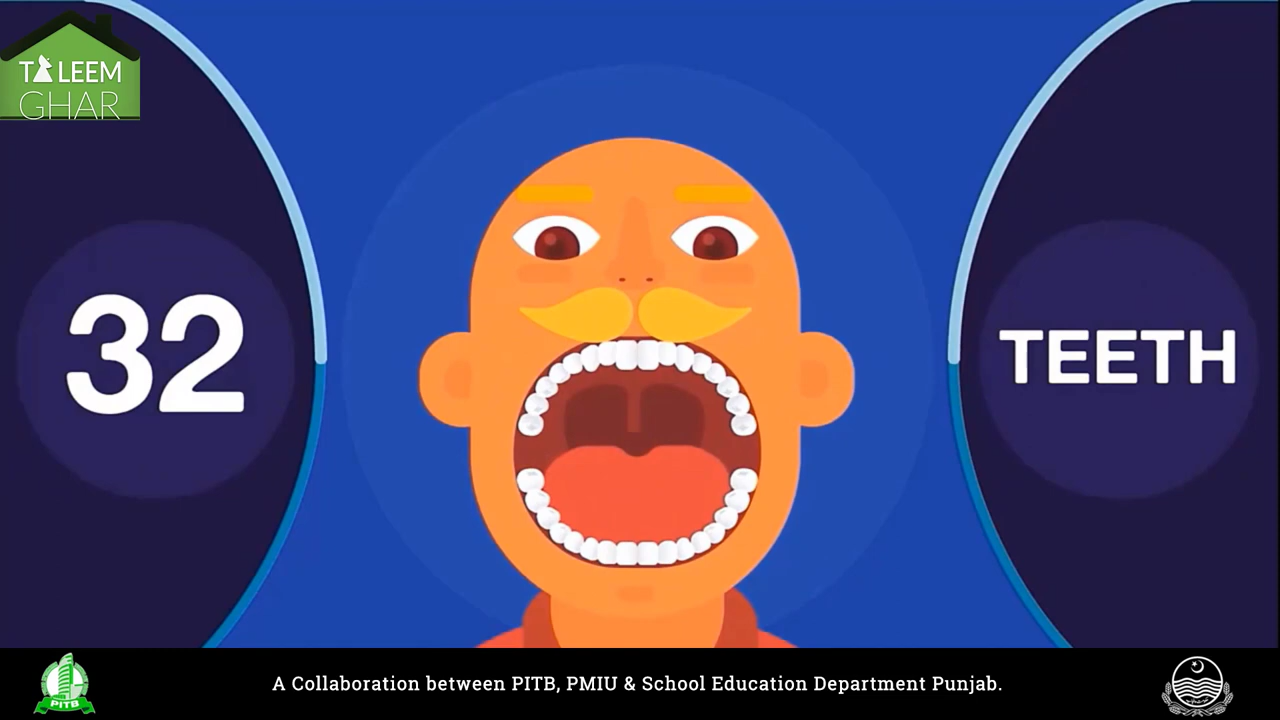 TALEEM
GHAR
32
TEETH
PITB
A Collaboration between PITB, PMIU & School Education Department Punjab.